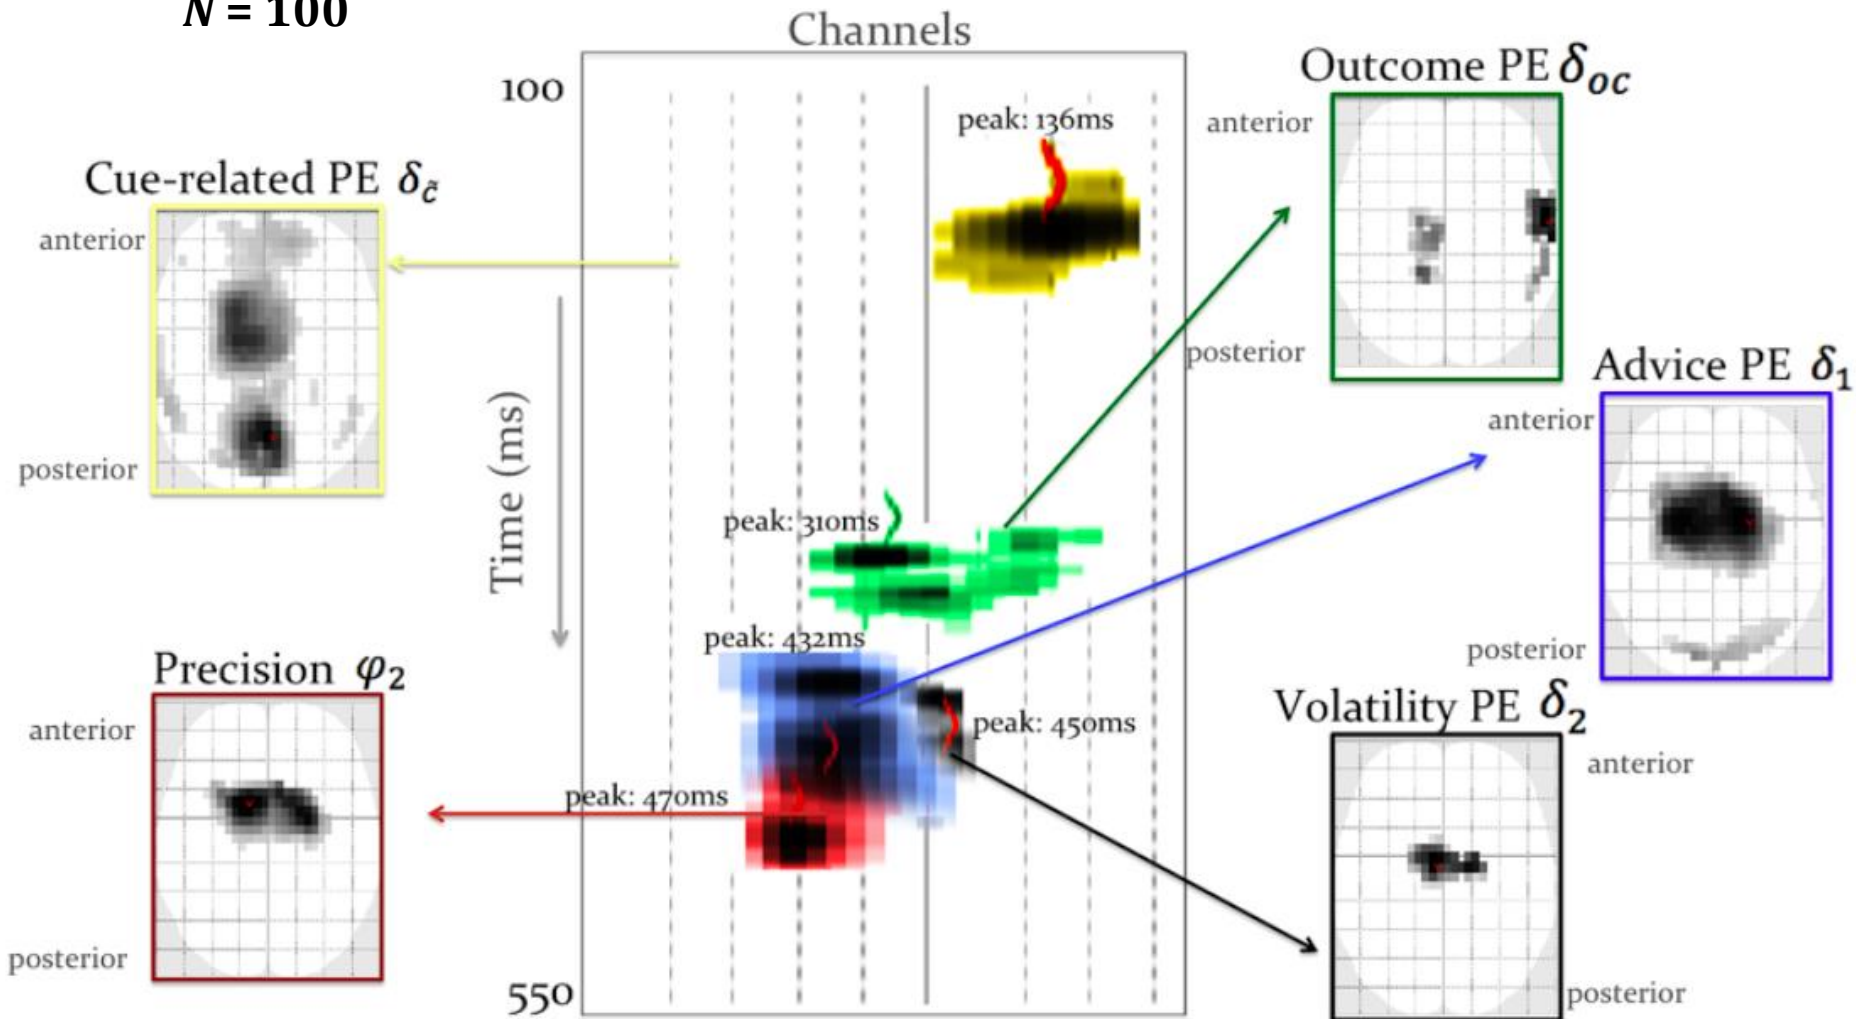 N = 100
Channels
100
Time (ms)
550
peak: 136ms
peak: 310ms
peak: 432ms
peak: 450ms
peak: 470ms
Cue-related PE δc̃
anterior
posterior
Precision φ2
anterior
posterior
Outcome PE δoc
anterior
posterior
Advice PE δ1
anterior
posterior
Volatility PE δ2
anterior
posterior